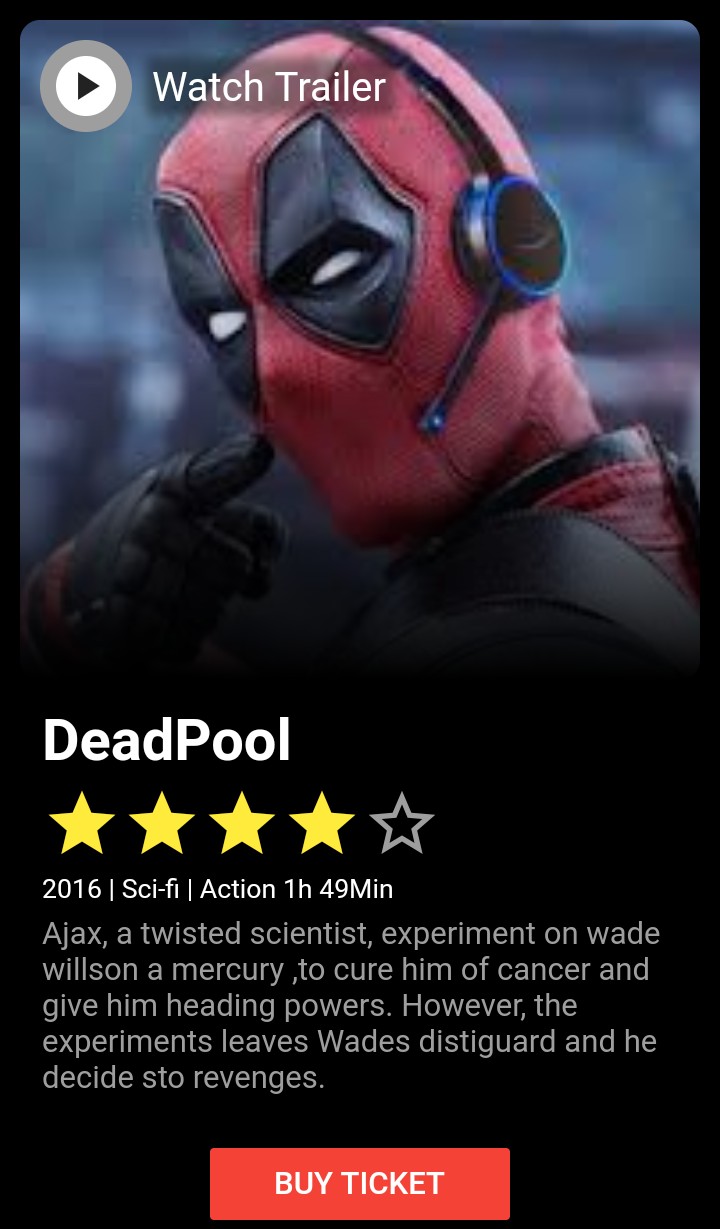 Watch Trailer
DeadPool
2016 | Sci-fi | Action 1h 49Min
Ajax, a twisted scientist, experiment on wade
willson a mercury ,to cure him of cancer and
give him heading powers. However, the
experiments leaves Wades distiguard and he
decide sto revenges.
BUY TICKET